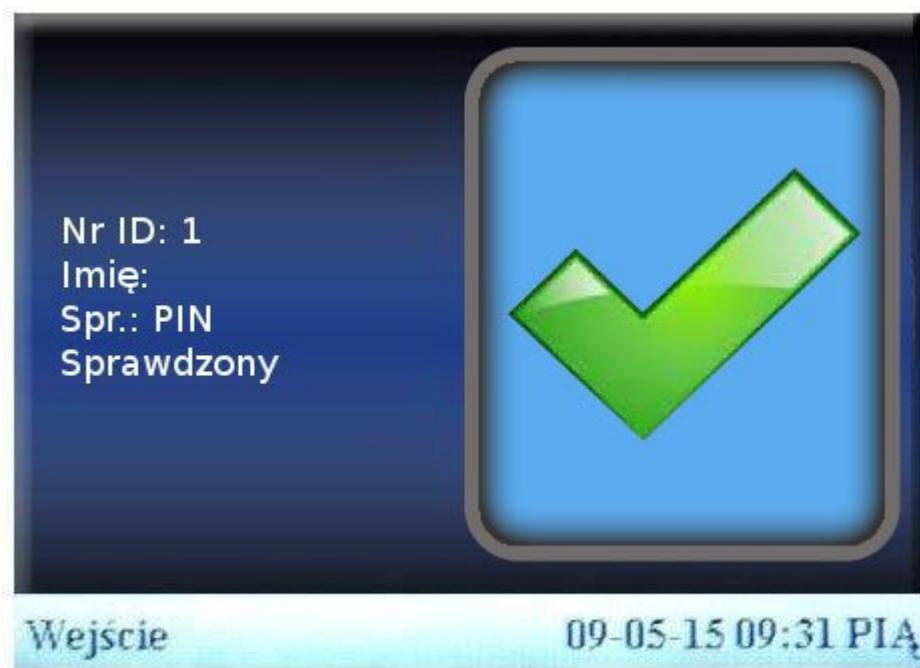 Nr ID: 1
Imię:
Spr.: PIN
Sprawdzony
Wejście 09-05-15 09:31 PIĄ